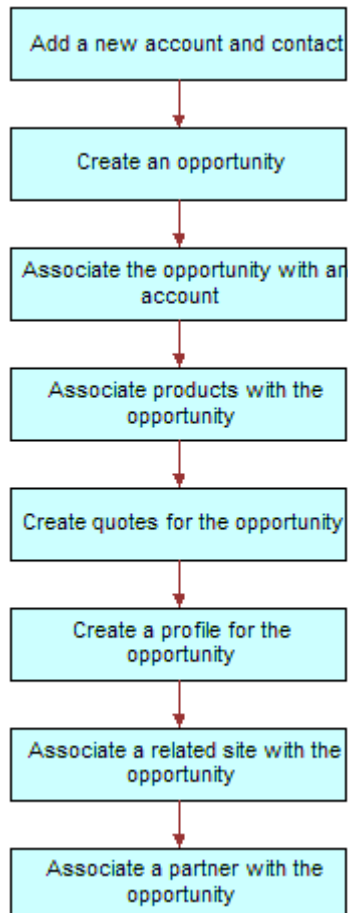 Add a new account and contact
Create an opportunity
Associate the opportunity with an
account
Associate products with the
opportunity
Create quotes for the opportunity
Create a profile for the
opportunity
Associate a related site with the
opportunity
Associate a partner with the
opportunity